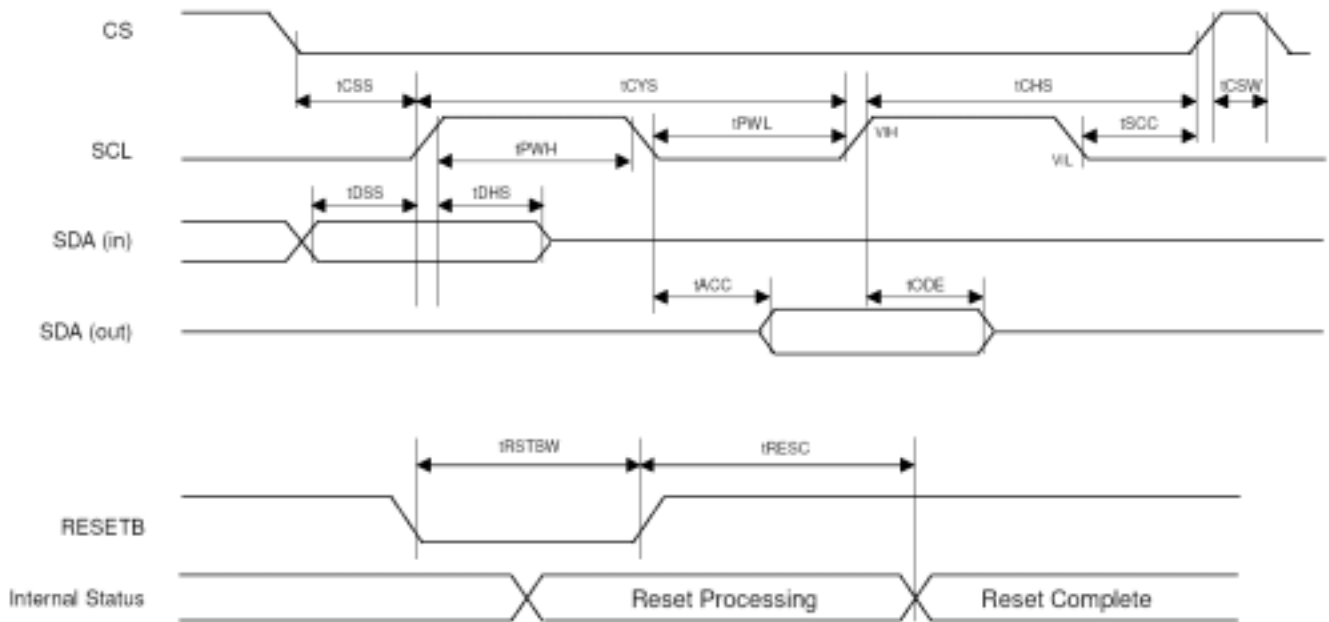 CS
tCSS
tCYS
tCHS
tCSW
SCL
tPWH
tPWL
VIH
VIL
tSCC
tDSS
tDHS
SDA (in)
tACC
tODE
SDA (out)
tRSTBW
tRESC
RESETB
Internal Status
Reset Processing
Reset Complete